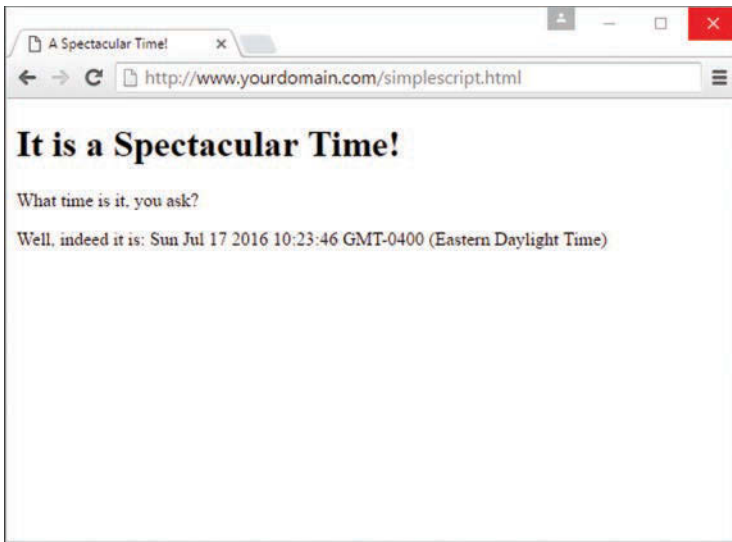 A Spectacular Time!
http://www.yourdomain.com/simplescript.html
It is a Spectacular Time!
What time is it, you ask?
Well, indeed it is: Sun Jul 17 2016 10:23:46 GMT-0400 (Eastern Daylight Time)